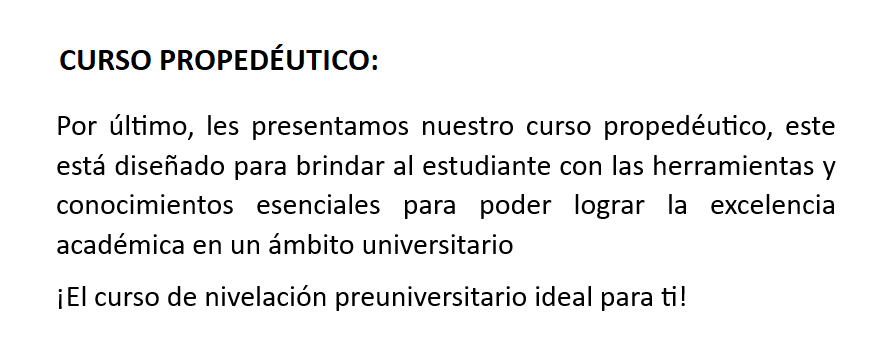 CURSO PROPEDÉUTICO:
Por último, les presentamos nuestro curso propedéutico, este
está diseñado para brindar al estudiante con las herramientas y
conocimientos esenciales para poder lograr la excelencia
académica en un ámbito universitario
¡El curso de nivelación preuniversitario ideal para ti!